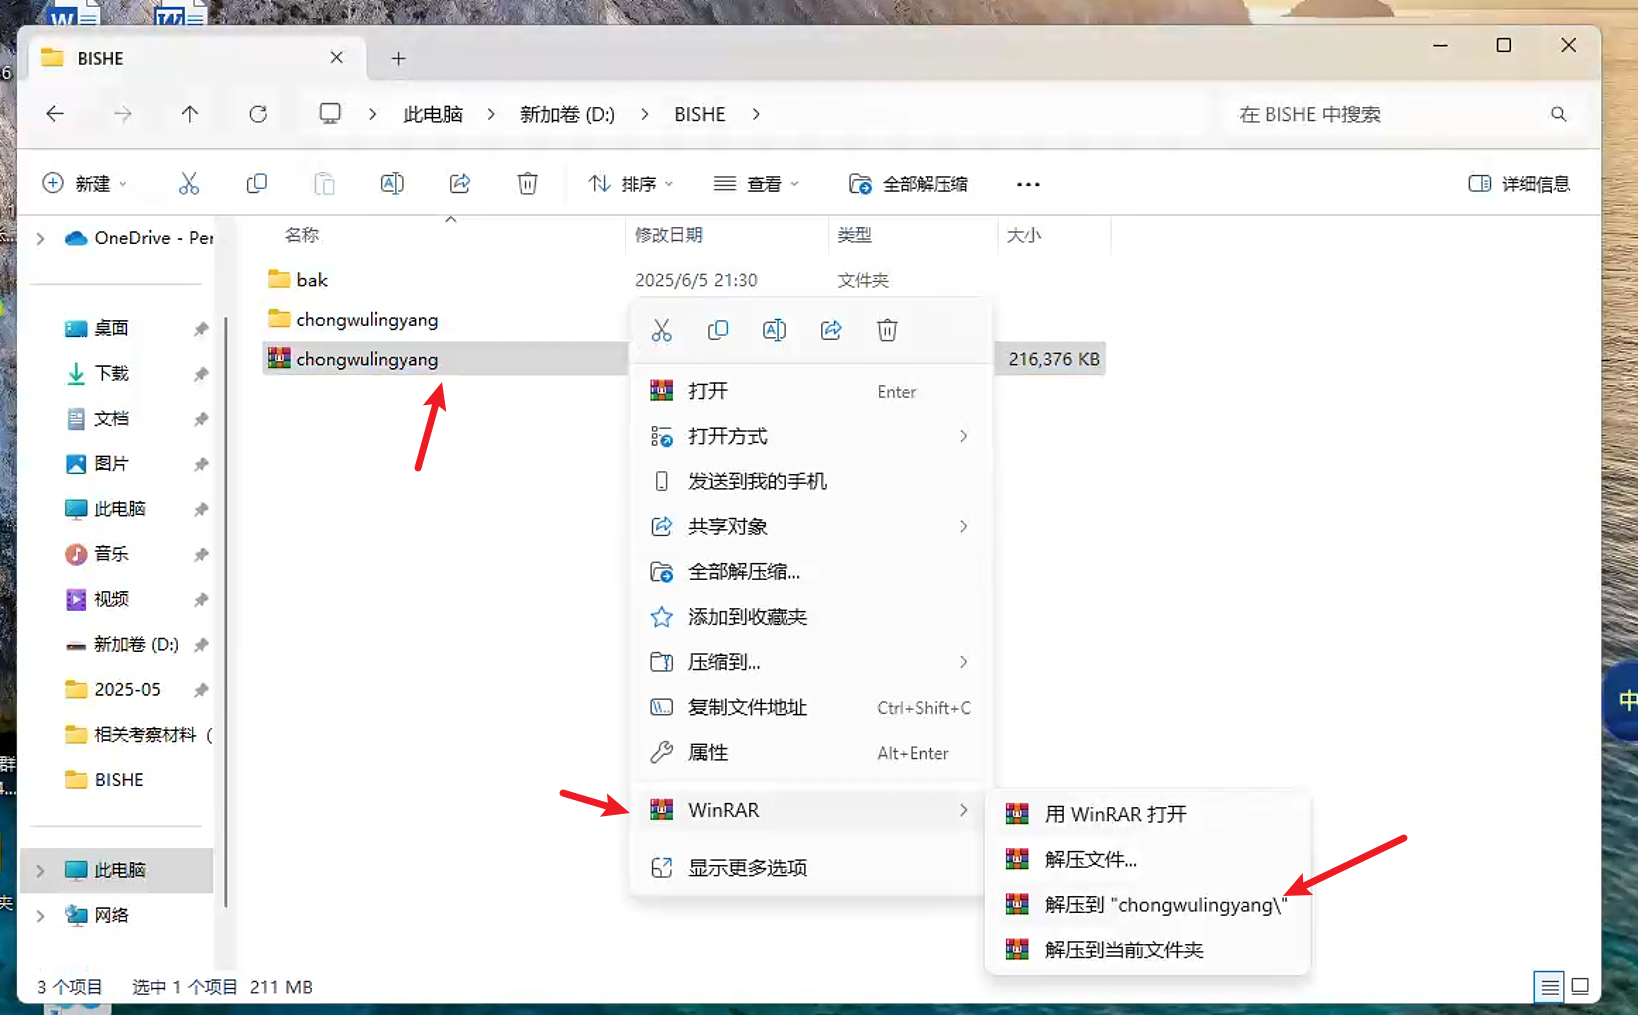 BISHE
此电脑 > 新加卷 (D:) > BISHE >
在 BISHE 中搜索
新建
排序
查看
全部解压缩
详细信息
OneDrive - Per
桌面
下载
文档
图片
此电脑
音乐
视频
新加卷 (D:)
2025-05
相关考察材料 (
BISHE
此电脑
网络
名称 修改日期 类型 大小
bak 2025/6/5 21:30 文件夹
chongwulingyang
chongwulingyang 216,376 KB
打开 Enter
打开方式
发送到我的手机
共享对象
全部解压缩...
添加到收藏夹
压缩到...
复制文件地址 Ctrl+Shift+C
属性 Alt+Enter
WinRAR
显示更多选项
用 WinRAR 打开
解压文件...
解压到 "chongwulingyang\"
解压到当前文件夹
3 个项目 选中 1 个项目 211 MB
中